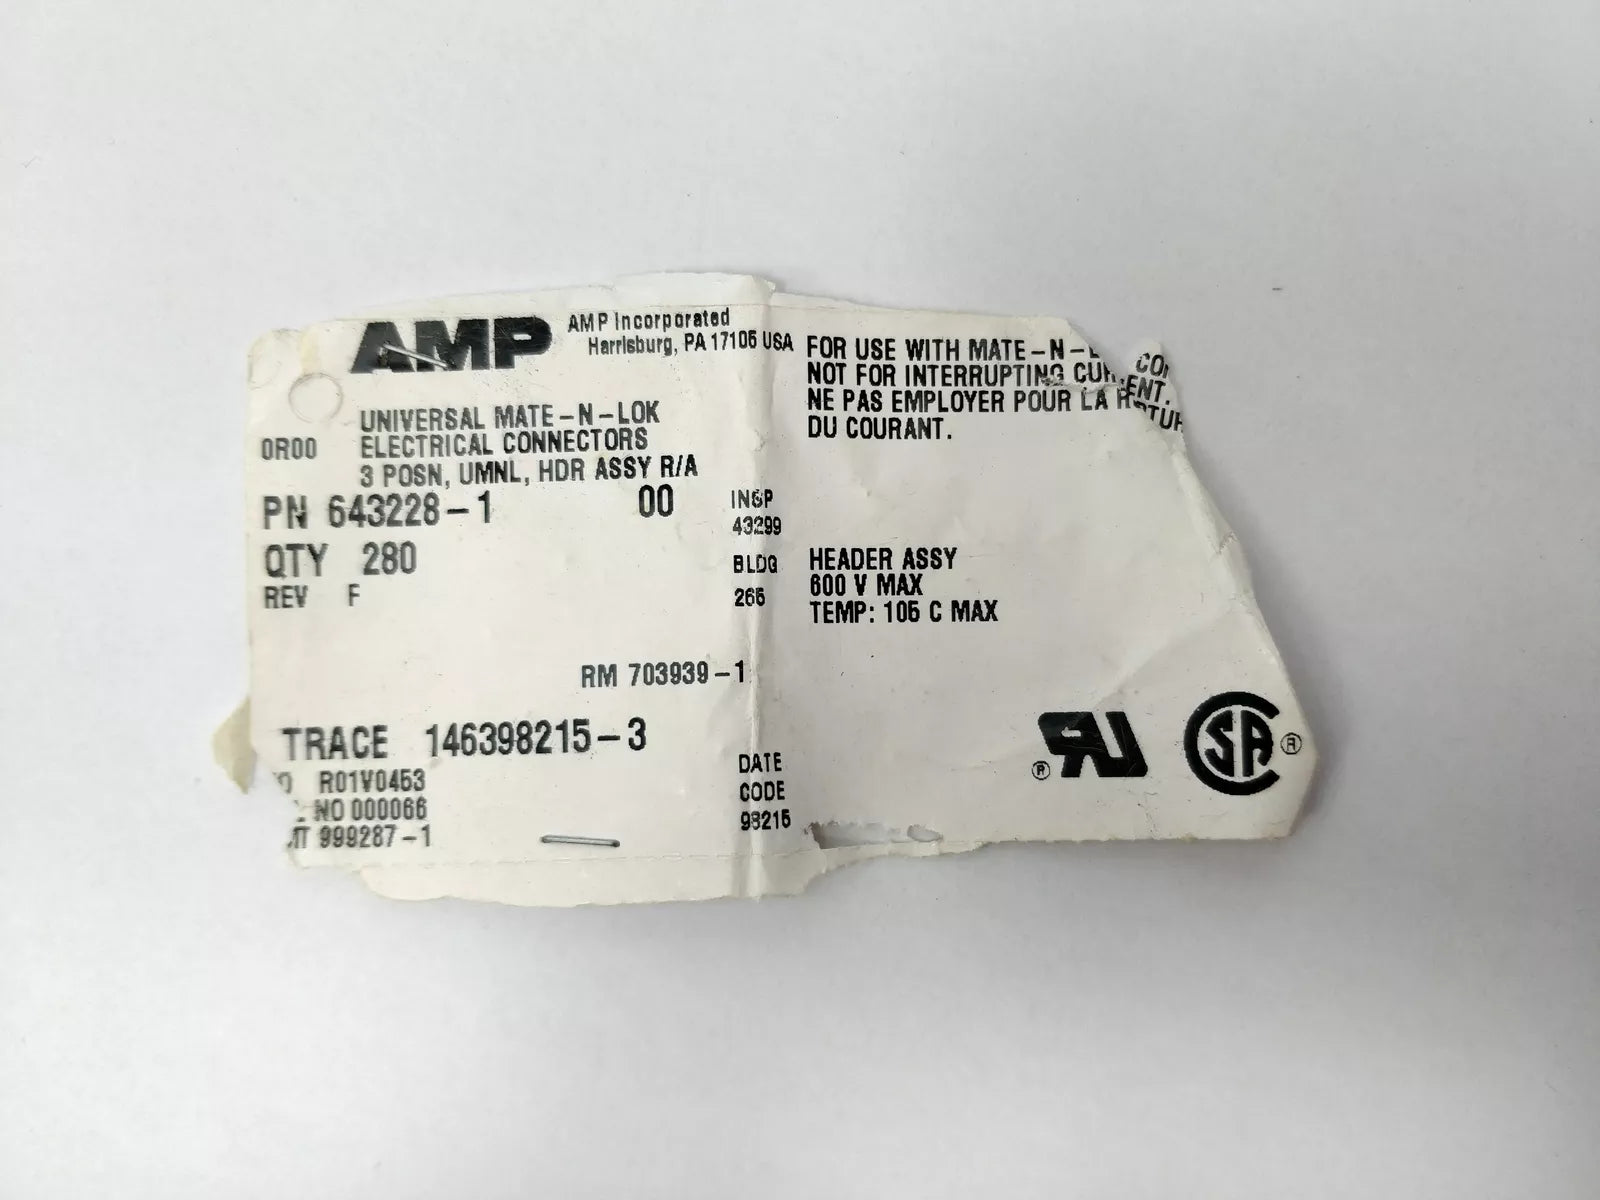 AMP
AMP Incorporated
Harrisburg, PA 17105 USA
UNIVERSAL MATE-N-LOK
0R00 ELECTRICAL CONNECTORS
3 POSN, UMNL, HDR ASSY R/A
PN 643228-1 00
QTY 280
REV F
INSP
43299
BLDG
265
RM 703939-1
TRACE 146398215-3
R01V0453
NO 000066
999287-1
DATE
CODE
98215
FOR USE WITH MATE-N-
NOT FOR INTERRUPTING
NE PAS EMPLOYER POUR LA
DU COURANT.
HEADER ASSY
600 V MAX
TEMP: 105 C MAX
® RU
CSA ®